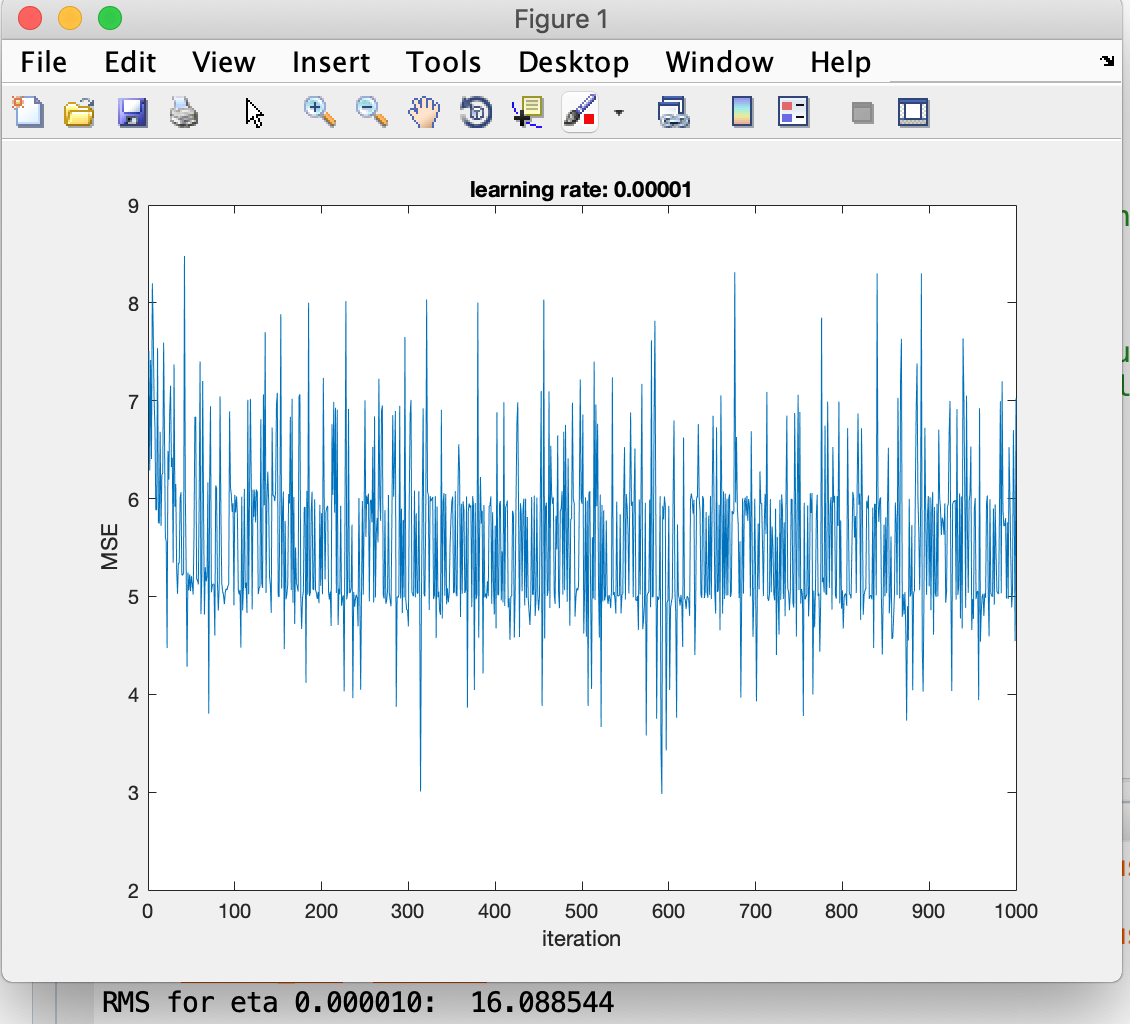 Figure 1
File Edit View Insert Tools Desktop Window Help
learning rate: 0.00001
9
8
7
6
5
4
3
2
MSE
0 100 200 300 400 500 600 700 800 900 1000
iteration
RMS for eta 0.000010:  16.088544